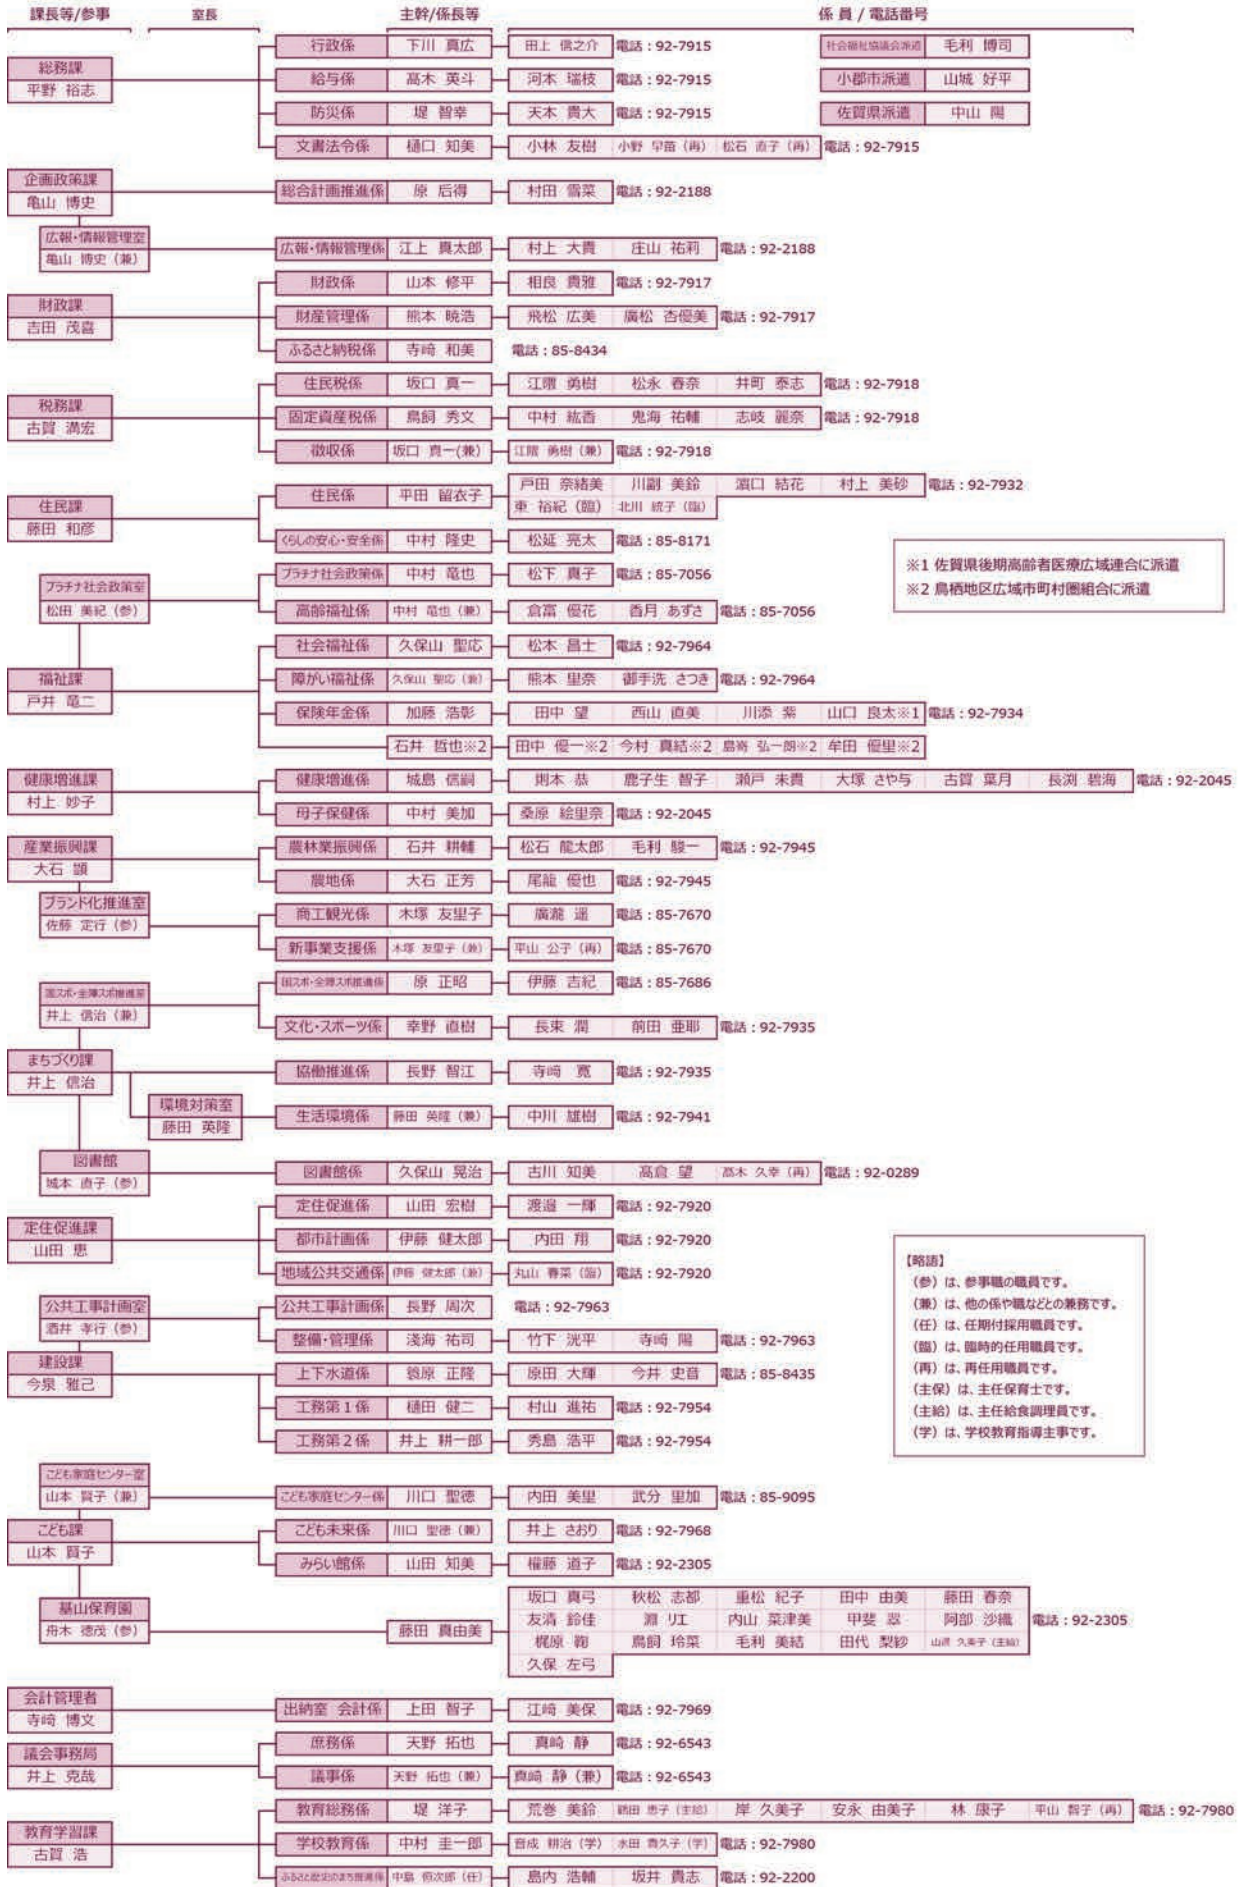 課長等/参事 室長 主幹/係長等 係員 / 電話番号
総務課
平野 裕志
行政係 下川 真広 田上 信之介 電話：92-7915
社会福祉協議会派遣 毛利 博司
給与係 高木 英斗 河本 瑞枝 電話：92-7915
小郡市派遣 山城 好平
防災係 堤 智幸 天本 貴大 電話：92-7915
佐賀県派遣 中山 陽
文書法令係 樋口 知美 小林 友樹 小野 早苗（再） 松石 直子（再） 電話：92-7915
企画政策課
亀山 博史
総合計画推進係 原 后得 村田 雪菜 電話：92-2188
広報・情報管理室
亀山 博史（兼）
広報・情報管理係 江上 真太郎 村上 大貴 庄山 祐莉 電話：92-2188
財政課
吉田 茂喜
財政係 山本 修平 相良 貴雅 電話：92-7917
財産管理係 熊本 暁浩 飛松 広美 廣松 杏優美 電話：92-7917
ふるさと納税係 寺﨑 和美 電話：85-8434
税務課
古賀 満宏
住民税係 坂口 真一 江隈 勇樹 松永 春奈 井町 泰志 電話：92-7918
固定資産税係 鳥飼 秀文 中村 紘香 鬼海 祐輔 志岐 麗奈 電話：92-7918
徴収係 坂口 真一(兼) 江隈 勇樹（兼） 電話：92-7918
住民課
藤田 和彦
住民係 平田 留衣子 戸田 奈緒美 川副 美鈴 濵口 結花 村上 美砂 電話：92-7932
東 裕紀（臨） 北川 統子（臨）
くらしの安心・安全係 中村 隆史 松延 亮太 電話：85-8171
※1 佐賀県後期高齢者医療広域連合に派遣
※2 鳥栖地区広域市町村圏組合に派遣
プラチナ社会政策室
松田 美紀（参）
プラチナ社会政策係 中村 竜也 松下 真子 電話：85-7056
高齢福祉係 中村 竜也（兼） 倉富 優花 香月 あずさ 電話：85-7056
福祉課
戸井 竜二
社会福祉係 久保山 聖応 松本 昌士 電話：92-7964
障がい福祉係 久保山 聖応（兼） 熊本 里奈 御手洗 さつき 電話：92-7964
保険年金係 加藤 浩彰 田中 望 西山 直美 川添 紫 山口 良太※1 電話：92-7934
石井 哲也※2 田中 優一※2 今村 真結※2 島嵜 弘一朗※2 牟田 優里※2
健康増進課
村上 妙子
健康増進係 城島 信嗣 則本 恭 鹿子生 智子 瀬戸 未貴 大塚 さや与 古賀 葉月 長渕 碧海 電話：92-2045
母子保健係 中村 美加 桑原 絵里奈 電話：92-2045
産業振興課
大石 顕
農林業振興係 石井 耕輔 松石 龍太郎 毛利 駿一 電話：92-7945
農地係 大石 正芳 尾龍 優也 電話：92-7945
ブランド化推進室
佐藤 定行（参）
商工観光係 木塚 友里子 廣瀧 遥 電話：85-7670
新事業支援係 木塚 友里子（兼） 平山 公子（再） 電話：85-7670
国スポ・全障スポ推進室
井上 信治（兼）
国スポ・全障スポ推進係 原 正昭 伊藤 吉紀 電話：85-7686
文化・スポーツ係 幸野 直樹 長束 潤 前田 亜耶 電話：92-7935
まちづくり課
井上 信治
協働推進係 長野 智江 寺﨑 寛 電話：92-7935
環境対策室
藤田 英隆
生活環境係 藤田 英隆（兼） 中川 雄樹 電話：92-7941
図書館
城本 直子（参）
図書館係 久保山 晃治 古川 知美 高倉 望 髙木 久幸（再） 電話：92-0289
定住促進課
山田 恵
定住促進係 山田 宏樹 渡邉 一輝 電話：92-7920
都市計画係 伊藤 健太郎 内田 翔 電話：92-7920
地域公共交通係 伊藤 健太郎（兼） 丸山 春菜（臨） 電話：92-7920
【略語】
（参）は、参事職の職員です。
（兼）は、他の係や職などとの兼務です。
（任）は、任期付採用職員です。
（臨）は、臨時的任用職員です。
（再）は、再任用職員です。
（主保）は、主任保育士です。
（主給）は、主任給食調理員です。
（学）は、学校教育指導主事です。
公共工事計画室
酒井 孝行（参）
公共工事計画係 長野 周次 電話：92-7963
整備・管理係 淺海 祐司 竹下 洸平 寺﨑 陽 電話：92-7963
建設課
今泉 雅己
上下水道係 簑原 正隆 原田 大輝 今井 史音 電話：85-8435
工務第1係 樋田 健二 村山 進祐 電話：92-7954
工務第2係 井上 耕一郎 秀島 浩平 電話：92-7954
こども家庭センター室
山本 賢子（兼）
こども家庭センター係 川口 聖徳 内田 美里 武分 里加 電話：85-9095
こども課
山本 賢子
こども未来係 川口 聖徳（兼） 井上 さおり 電話：92-7968
みらい館係 山田 知美 権藤 道子 電話：92-2305
基山保育園
舟木 徳茂（参）
藤田 真由美
坂口 真弓 秋松 志都 重松 紀子 田中 由美 藤田 春奈
友清 鈴佳 淵 リエ 内山 菜津美 甲斐 翠 阿部 沙織 電話：92-2305
梶原 鞠 鳥飼 玲菜 毛利 美結 田代 梨紗 （主給）
久保 左弓
会計管理者
寺﨑 博文
出納室 会計係 上田 智子 江﨑 美保 電話：92-7969
議会事務局
井上 克哉
庶務係 天野 拓也 真崎 静 電話：92-6543
議事係 天野 拓也（兼） 真崎 静（兼） 電話：92-6543
教育学習課
古賀 浩
教育総務係 堤 洋子 荒巻 美鈴 鶴田 恵子（主給） 岸 久美子 安永 由美子 林 康子 平山 智子（再） 電話：92-7980
学校教育係 中村 圭一郎 音成 耕治（学） 水田 貴久子（学） 電話：92-7980
ふるさと歴史のまち推進係 中島 恒次郎（任） 島内 浩輔 坂井 貴志 電話：92-2200